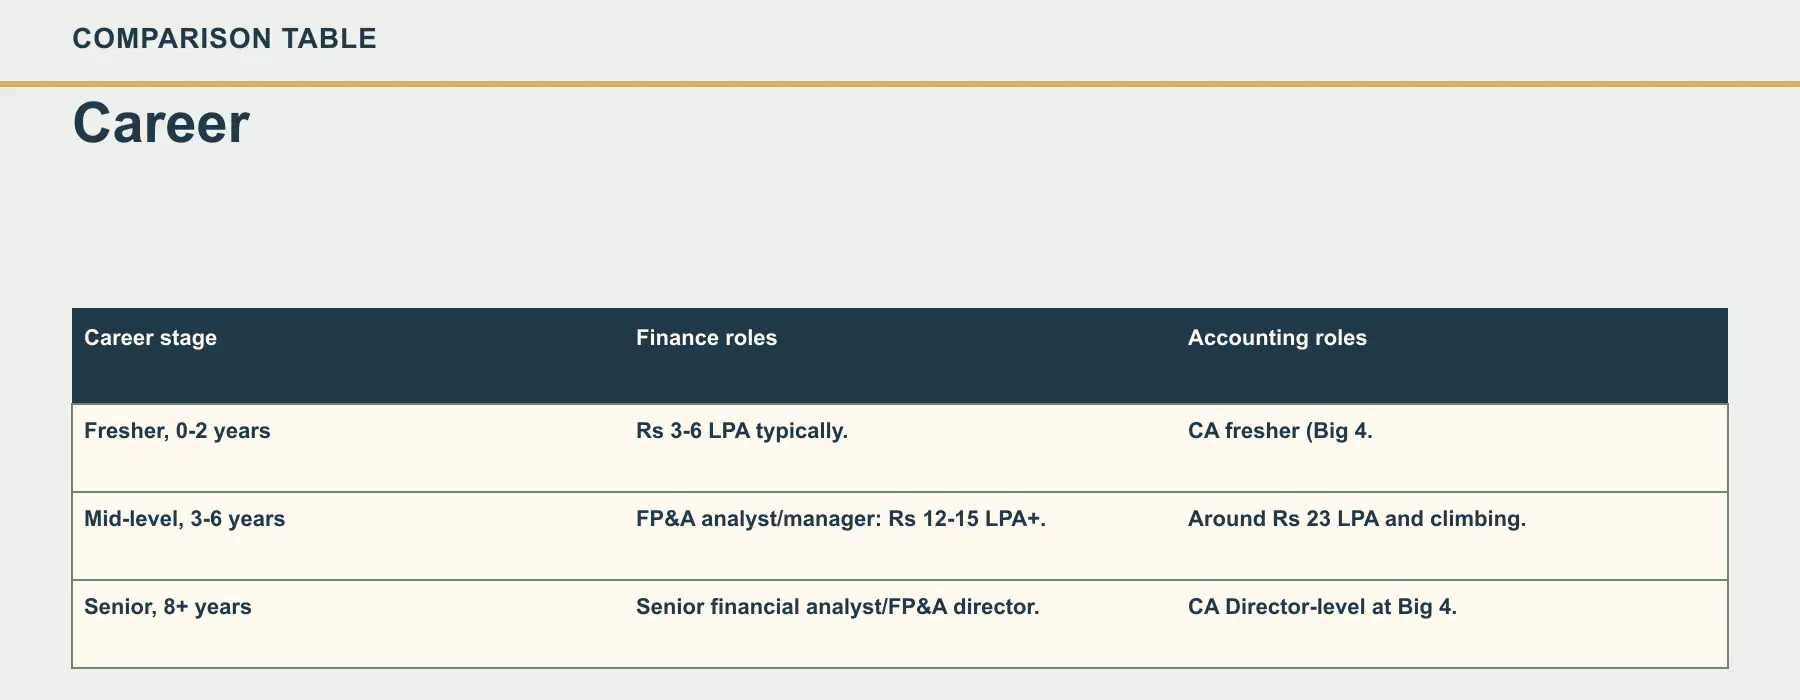 COMPARISON TABLE
Career
Career stage Finance roles Accounting roles
Fresher, 0-2 years Rs 3-6 LPA typically. CA fresher (Big 4.
Mid-level, 3-6 years FP&A analyst/manager: Rs 12-15 LPA+. Around Rs 23 LPA and climbing.
Senior, 8+ years Senior financial analyst/FP&A director. CA Director-level at Big 4.